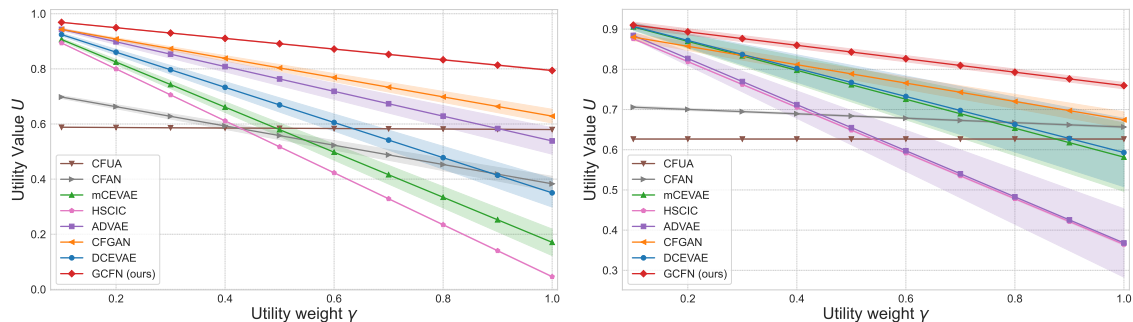 1.0
0.8
0.6
0.4
0.2
0.0
Utility Value U
CFUA
CFAN
mCEVAE
HSCIC
ADVAE
CFGAN
DCEVAE
GCFN (ours)
0.2 0.4 0.6 0.8 1.0
Utility weight γ
0.9
0.8
0.7
0.6
0.5
0.4
0.3
Utility Value U
CFUA
CFAN
mCEVAE
HSCIC
ADVAE
CFGAN
DCEVAE
GCFN (ours)
0.2 0.4 0.6 0.8 1.0
Utility weight γ